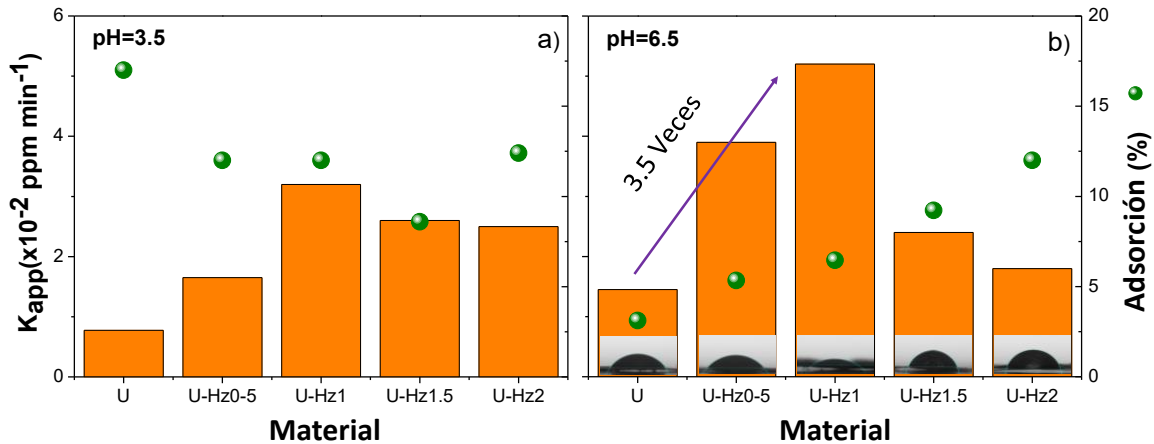 pH=3.5
a)
6
4
2
0
Kapp(x10-2 ppm min-1)
U
U-Hz0-5
U-Hz1
U-Hz1.5
U-Hz2
Material
pH=6.5
b)
3.5 Veces
20
15
10
5
0
Adsorción (%)
U
U-Hz0-5
U-Hz1
U-Hz1.5
U-Hz2
Material